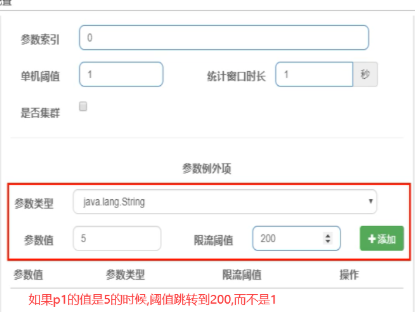 参数索引 0
单机阈值 1 统计窗口时长 1 秒
是否集群
参数例外项
参数类型 java.lang.String
参数值 5 限流阈值 200 +添加
参数值 参数类型 限流阈值 操作
如果p1的值是5的时候,阈值跳转到200,而不是1